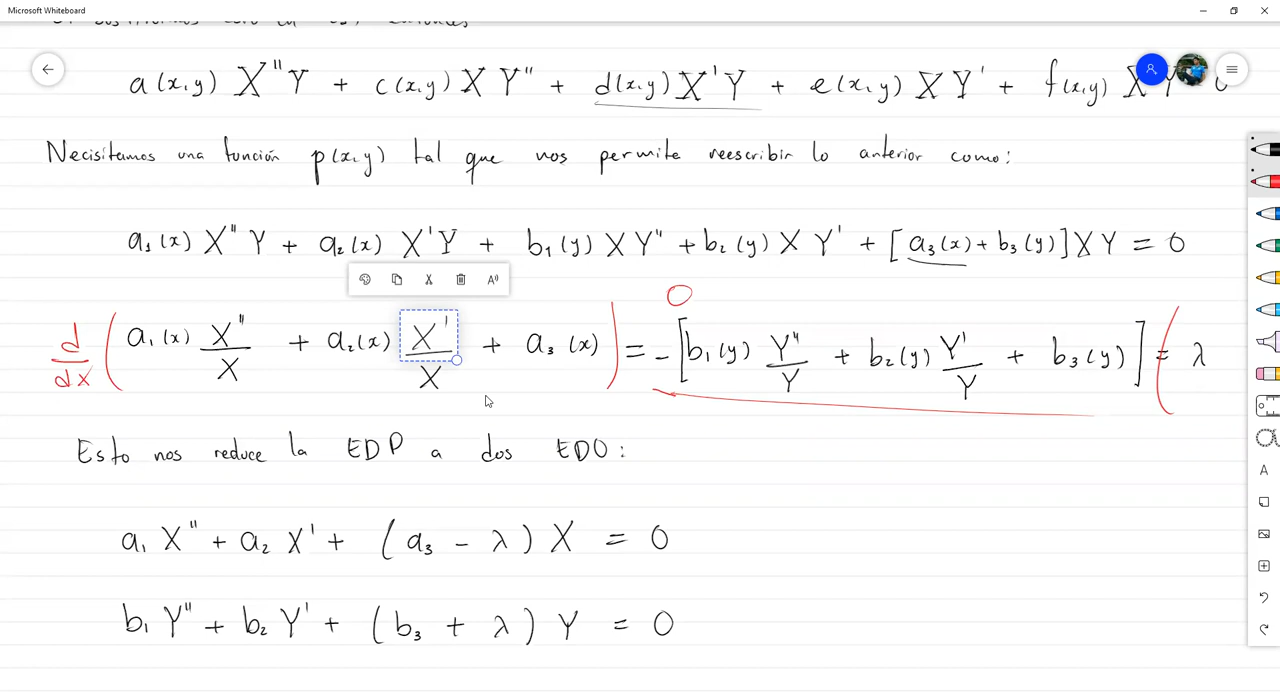 Microsoft Whiteboard
a(x,y) X"Y + c(x,y) X Y" + d(x,y) X'Y + e(x,y) X Y' + f(x,y) X Y 0
Necisitamos una función p(x,y) tal que nos permite reescribir lo anterior como:
a₁(x) X"Y + a₂(x) X'Y + b₁(y) X Y" + b₂(y) X Y' + [a₃(x) + b₃(y)] X Y = 0
0
d/dx ( a₁(x) X"/X + a₂(x) X'/X + a₃(x) ) = - [b₁(y) Y"/Y + b₂(y) Y'/Y + b₃(y)] = ( λ
Esto nos reduce la EDP a dos EDO:
a₁ X" + a₂ X' + (a₃ - λ) X = 0
b₁ Y" + b₂ Y' + (b₃ + λ) Y = 0